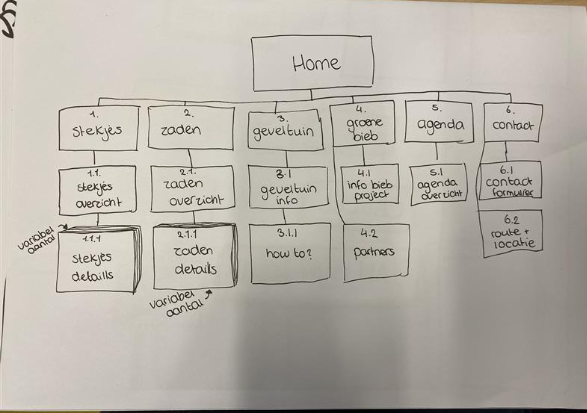 Home
1.
stekjes
2.
zaden
3.
geveltuin
4.
groene
bieb
5.
agenda
6.
contact
1.1.
stekjes
overzicht
2.1.
zaden
overzicht
3.1
geveltuin
info
4.1
info bieb
project
5.1
agenda
overzicht
6.1
contact
formulier
variabel
aantal
1.1.1
stekjes
details
2.1.1
zaden
details
3.1.1
how to?
4.2
partners
6.2
route +
locatie
variabel
aantal